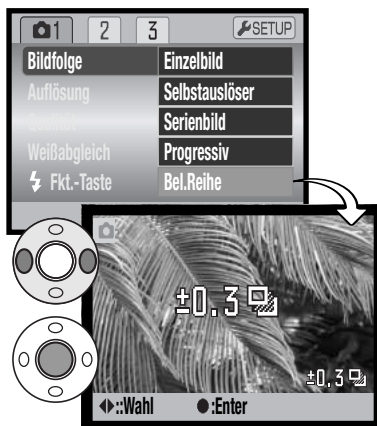 1 2 3 SETUP
Bildfolge Einzelbild
Auflösung Selbstauslöser
Qualität Serienbild
Weißabgleich Progressiv
Fkt.-Taste Bel.Reihe
±0.3
±0.3
::Wahl :Enter